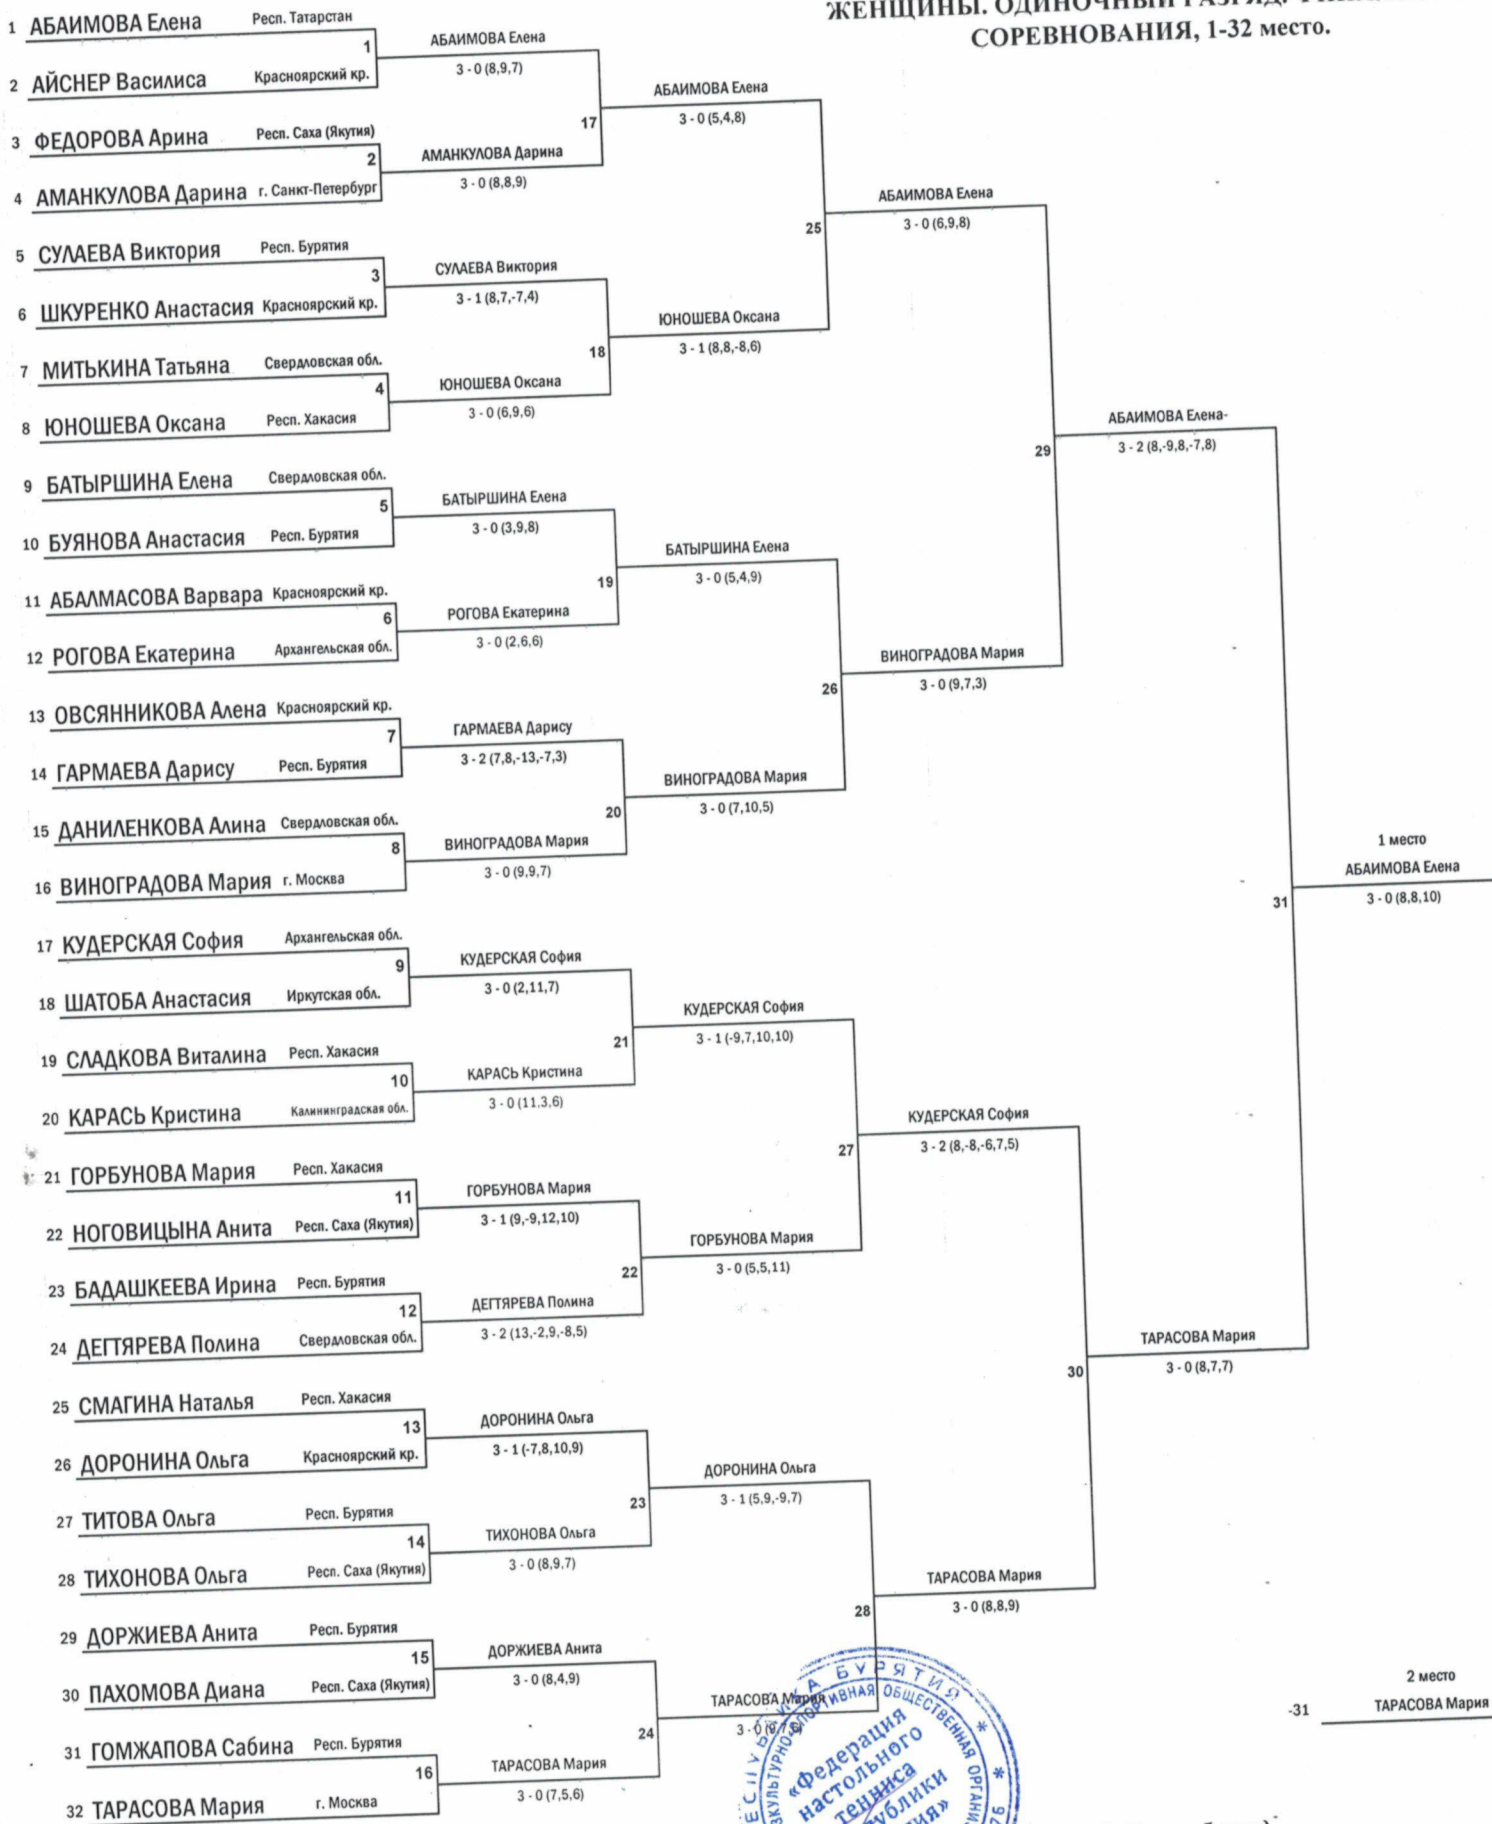 ЖЕНЩИНЫ. ОДИНОЧНЫЙ РАЗРЯД.
СОРЕВНОВАНИЯ, 1-32 место.
1 АБАИМОВА Елена Респ. Татарстан
1
2 АЙСНЕР Василиса Красноярский кр.
3 ФЕДОРОВА Арина Респ. Саха (Якутия)
2
4 АМАНКУЛОВА Дарина г. Санкт-Петербург
5 СУЛАЕВА Виктория Респ. Бурятия
3
6 ШКУРЕНКО Анастасия Красноярский кр.
7 МИТЬКИНА Татьяна Свердловская обл.
4
8 ЮНОШЕВА Оксана Респ. Хакасия
9 БАТЫРШИНА Елена Свердловская обл.
5
10 БУЯНОВА Анастасия Респ. Бурятия
11 АБАЛМАСОВА Варвара Красноярский кр.
6
12 РОГОВА Екатерина Архангельская обл.
13 ОВСЯННИКОВА Алена Красноярский кр.
7
14 ГАРМАЕВА Дарису Респ. Бурятия
15 ДАНИЛЕНКОВА Алина Свердловская обл.
8
16 ВИНОГРАДОВА Мария г. Москва
17 КУДЕРСКАЯ София Архангельская обл.
9
18 ШАТОБА Анастасия Иркутская обл.
19 СЛАДКОВА Виталина Респ. Хакасия
10
20 КАРАСЬ Кристина Калининградская обл.
21 ГОРБУНОВА Мария Респ. Хакасия
11
22 НОГОВИЦЫНА Анита Респ. Саха (Якутия)
23 БАДАШКЕЕВА Ирина Респ. Бурятия
12
24 ДЕГТЯРЕВА Полина Свердловская обл.
25 СМАГИНА Наталья Респ. Хакасия
13
26 ДОРОНИНА Ольга Красноярский кр.
27 ТИТОВА Ольга Респ. Бурятия
14
28 ТИХОНОВА Ольга Респ. Саха (Якутия)
29 ДОРЖИЕВА Анита Респ. Бурятия
15
30 ПАХОМОВА Диана Респ. Саха (Якутия)
31 ГОМЖАПОВА Сабина Респ. Бурятия
16
32 ТАРАСОВА Мария г. Москва
АБАИМОВА Елена
3 - 0 (8,9,7)
17
АМАНКУЛОВА Дарина
3 - 0 (8,8,9)
СУЛАЕВА Виктория
3 - 1 (8,7,-7,4)
18
ЮНОШЕВА Оксана
3 - 0 (6,9,6)
БАТЫРШИНА Елена
3 - 0 (3,9,8)
19
РОГОВА Екатерина
3 - 0 (2,6,6)
ГАРМАЕВА Дарису
3 - 2 (7,8,-13,-7,3)
20
ВИНОГРАДОВА Мария
3 - 0 (9,9,7)
КУДЕРСКАЯ София
3 - 0 (2,11,7)
21
КАРАСЬ Кристина
3 - 0 (11,3,6)
ГОРБУНОВА Мария
3 - 1 (9,-9,12,10)
22
ДЕГТЯРЕВА Полина
3 - 2 (13,-2,9,-8,5)
ДОРОНИНА Ольга
3 - 1 (-7,8,10,9)
23
ТИХОНОВА Ольга
3 - 0 (8,9,7)
ДОРЖИЕВА Анита
3 - 0 (8,4,9)
24
ТАРАСОВА Мария
3 - 0 (7,5,6)
АБАИМОВА Елена
3 - 0 (5,4,8)
25
ЮНОШЕВА Оксана
3 - 1 (8,8,-8,6)
БАТЫРШИНА Елена
3 - 0 (5,4,9)
26
ВИНОГРАДОВА Мария
3 - 0 (7,10,5)
КУДЕРСКАЯ София
3 - 1 (-9,7,10,10)
27
ГОРБУНОВА Мария
3 - 0 (5,5,11)
ДОРОНИНА Ольга
3 - 1 (5,9,-9,7)
28
ТАРАСОВА Мария
3 - 0
АБАИМОВА Елена
3 - 0 (6,9,8)
29
ВИНОГРАДОВА Мария
3 - 0 (9,7,3)
КУДЕРСКАЯ София
3 - 2 (8,-8,-6,7,5)
30
ТАРАСОВА Мария
3 - 0 (8,8,9)
АБАИМОВА Елена-
3 - 2 (8,-9,8,-7,8)
31
ТАРАСОВА Мария
3 - 0 (8,7,7)
1 место
АБАИМОВА Елена
3 - 0 (8,8,10)
2 место
-31 ТАРАСОВА Мария
БУРЯТИЯ
ОБЩЕСТВЕННАЯ
«Федерация
настольного
тенниса